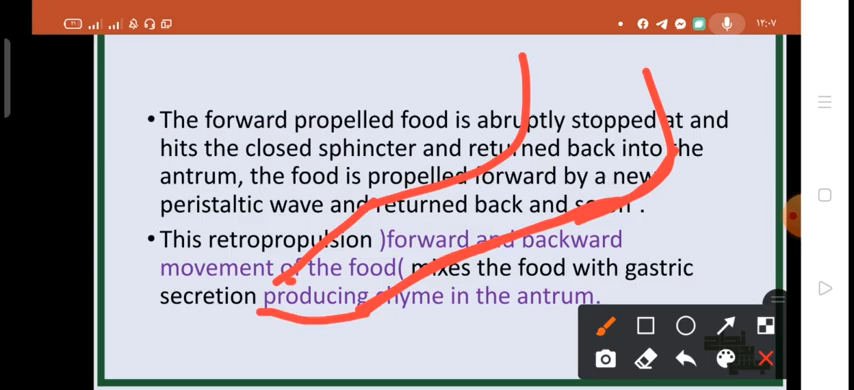 ١٢:٠٧
• The forward propelled food is abruptly stopped at and
hits the closed sphincter and returned back into the
antrum, the food is propelled forward by a new
peristaltic wave and returned back and so on .
• This retropropulsion )forward and backward
movement of the food( mixes the food with gastric
secretion producing chyme in the antrum.